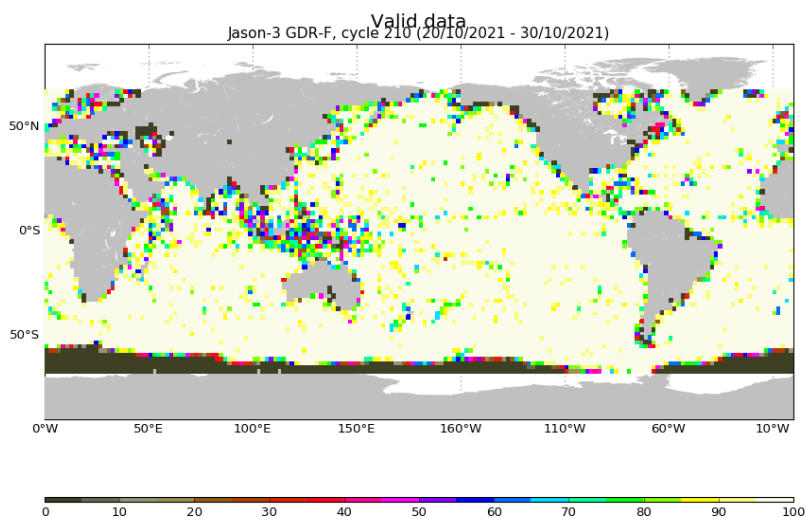 Valid data
Jason-3 GDR-F, cycle 210 (20/10/2021 - 30/10/2021)
50°N
0°S
50°S
0°W 50°E 100°E 150°E 160°W 110°W 60°W 10°W
0 10 20 30 40 50 60 70 80 90 100